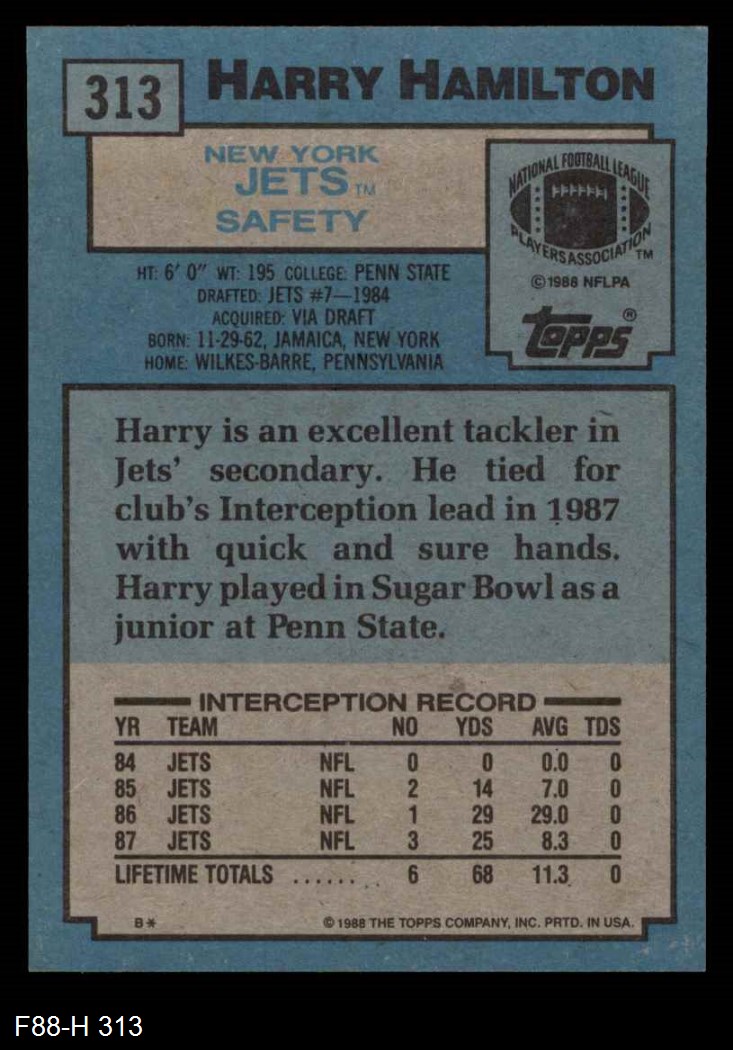 313
HARRY HAMILTON
NEW YORK
JETS TM
SAFETY
NATIONAL FOOTBALL LEAGUE
PLAYERS ASSOCIATION TM
©1988 NFLPA
topps®
HT: 6' 0" WT: 195 COLLEGE: PENN STATE
DRAFTED: JETS #7—1984
ACQUIRED: VIA DRAFT
BORN: 11-29-62, JAMAICA, NEW YORK
HOME: WILKES-BARRE, PENNSYLVANIA
Harry is an excellent tackler in
Jets' secondary. He tied for
club's Interception lead in 1987
with quick and sure hands.
Harry played in Sugar Bowl as a
junior at Penn State.
INTERCEPTION RECORD
YR TEAM NO YDS AVG TDS
84 JETS NFL 0 0 0.0 0
85 JETS NFL 2 14 7.0 0
86 JETS NFL 1 29 29.0 0
87 JETS NFL 3 25 8.3 0
LIFETIME TOTALS ....... 6 68 11.3 0
B* ©1988 THE TOPPS COMPANY, INC. PRTD. IN USA.
F88-H 313